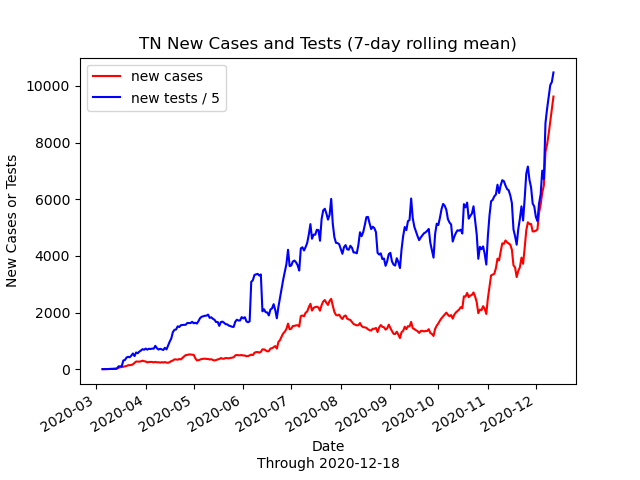 TN New Cases and Tests (7-day rolling mean)
new cases
new tests / 5
New Cases or Tests
10000
8000
6000
4000
2000
0
2020-03
2020-04
2020-05
2020-06
2020-07
2020-08
2020-09
2020-10
2020-11
2020-12
Date
Through 2020-12-18